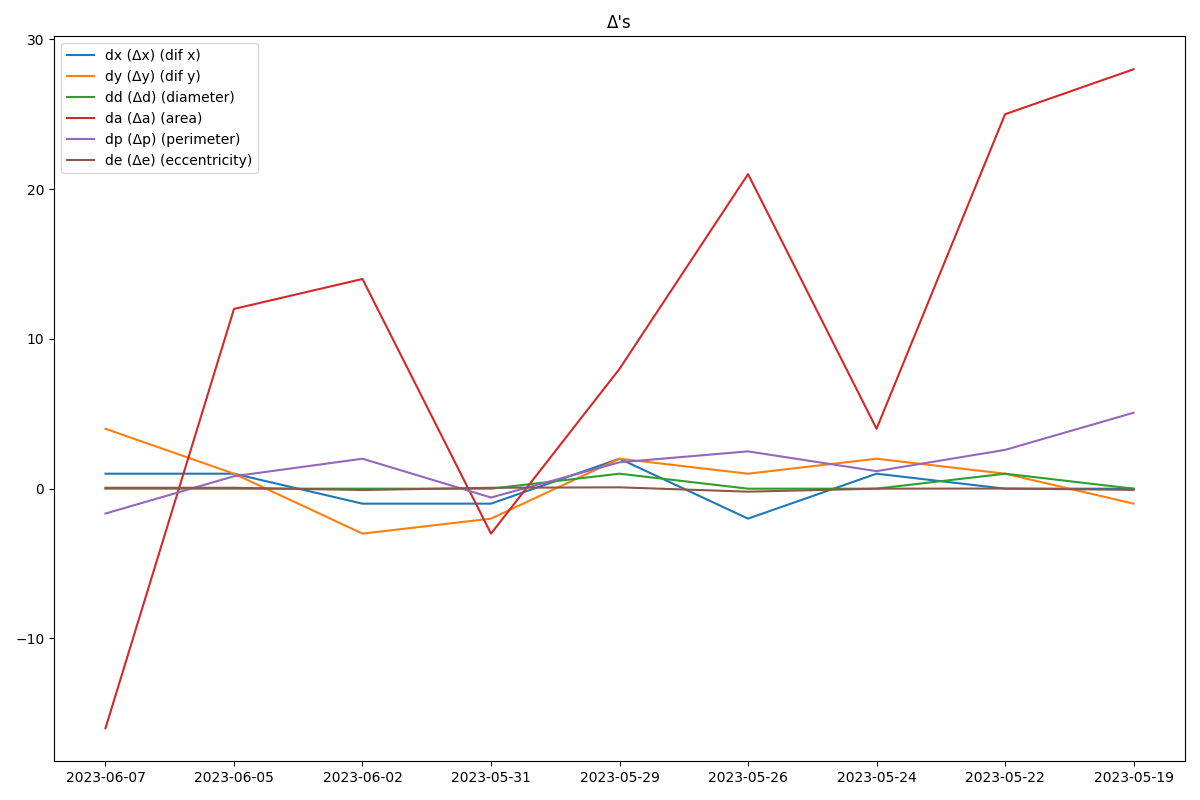 Δ's
30
20
10
0
−10
dx (Δx) (dif x)
dy (Δy) (dif y)
dd (Δd) (diameter)
da (Δa) (area)
dp (Δp) (perimeter)
de (Δe) (eccentricity)
2023-06-07 2023-06-05 2023-06-02 2023-05-31 2023-05-29 2023-05-26 2023-05-24 2023-05-22 2023-05-19